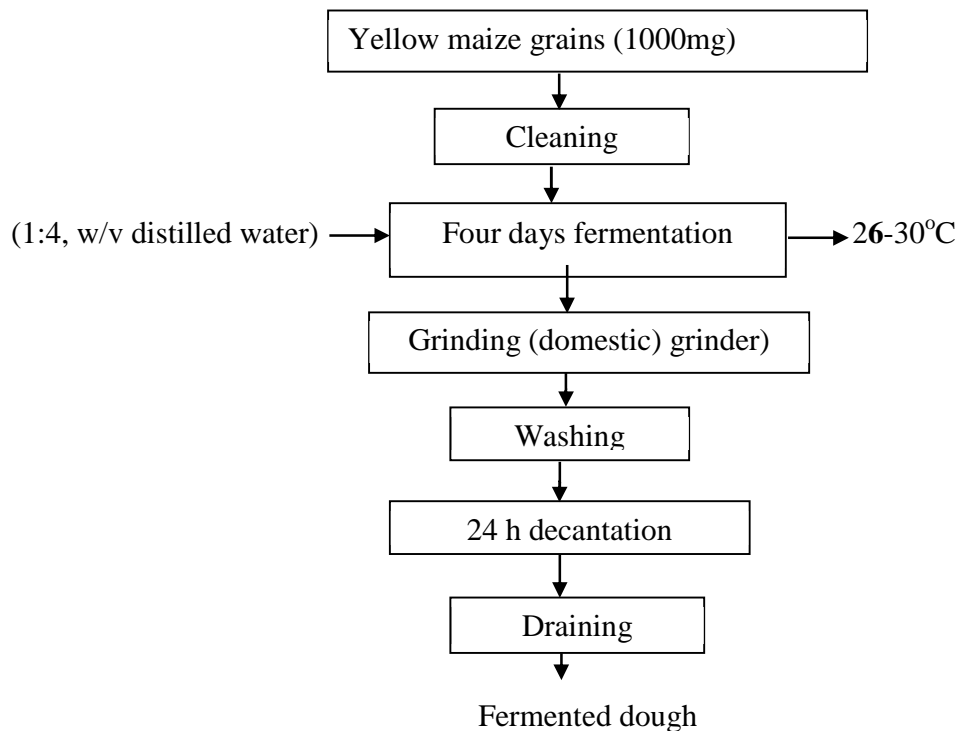 Yellow maize grains (1000mg)
Cleaning
(1:4, w/v distilled water)
Four days fermentation
26-30°C
Grinding (domestic) grinder)
Washing
24 h decantation
Draining
Fermented dough